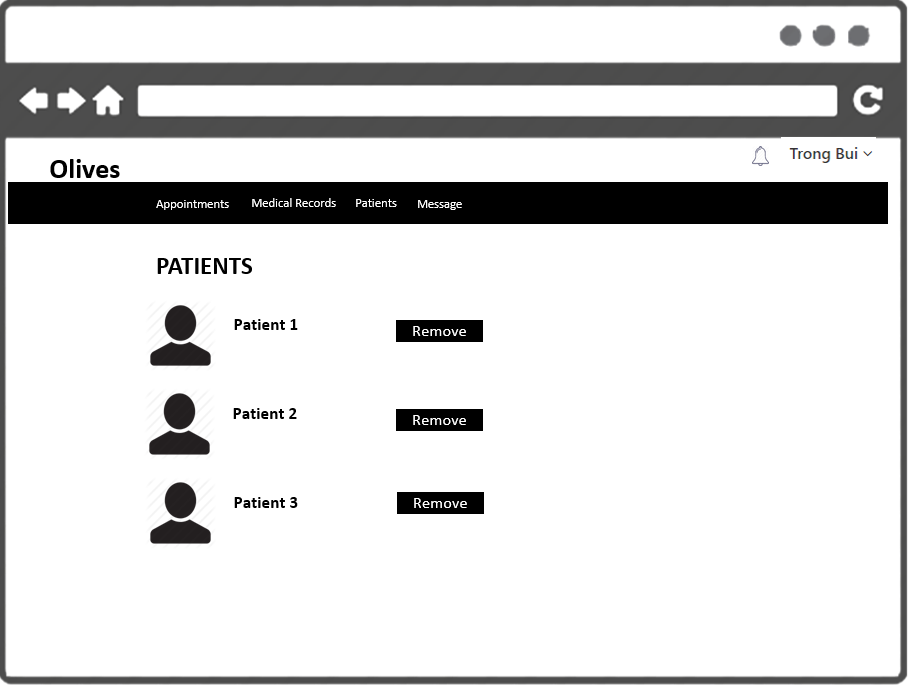 Trong Bui
Olives
Appointments Medical Records Patients Message
PATIENTS
Patient 1 Remove
Patient 2 Remove
Patient 3 Remove